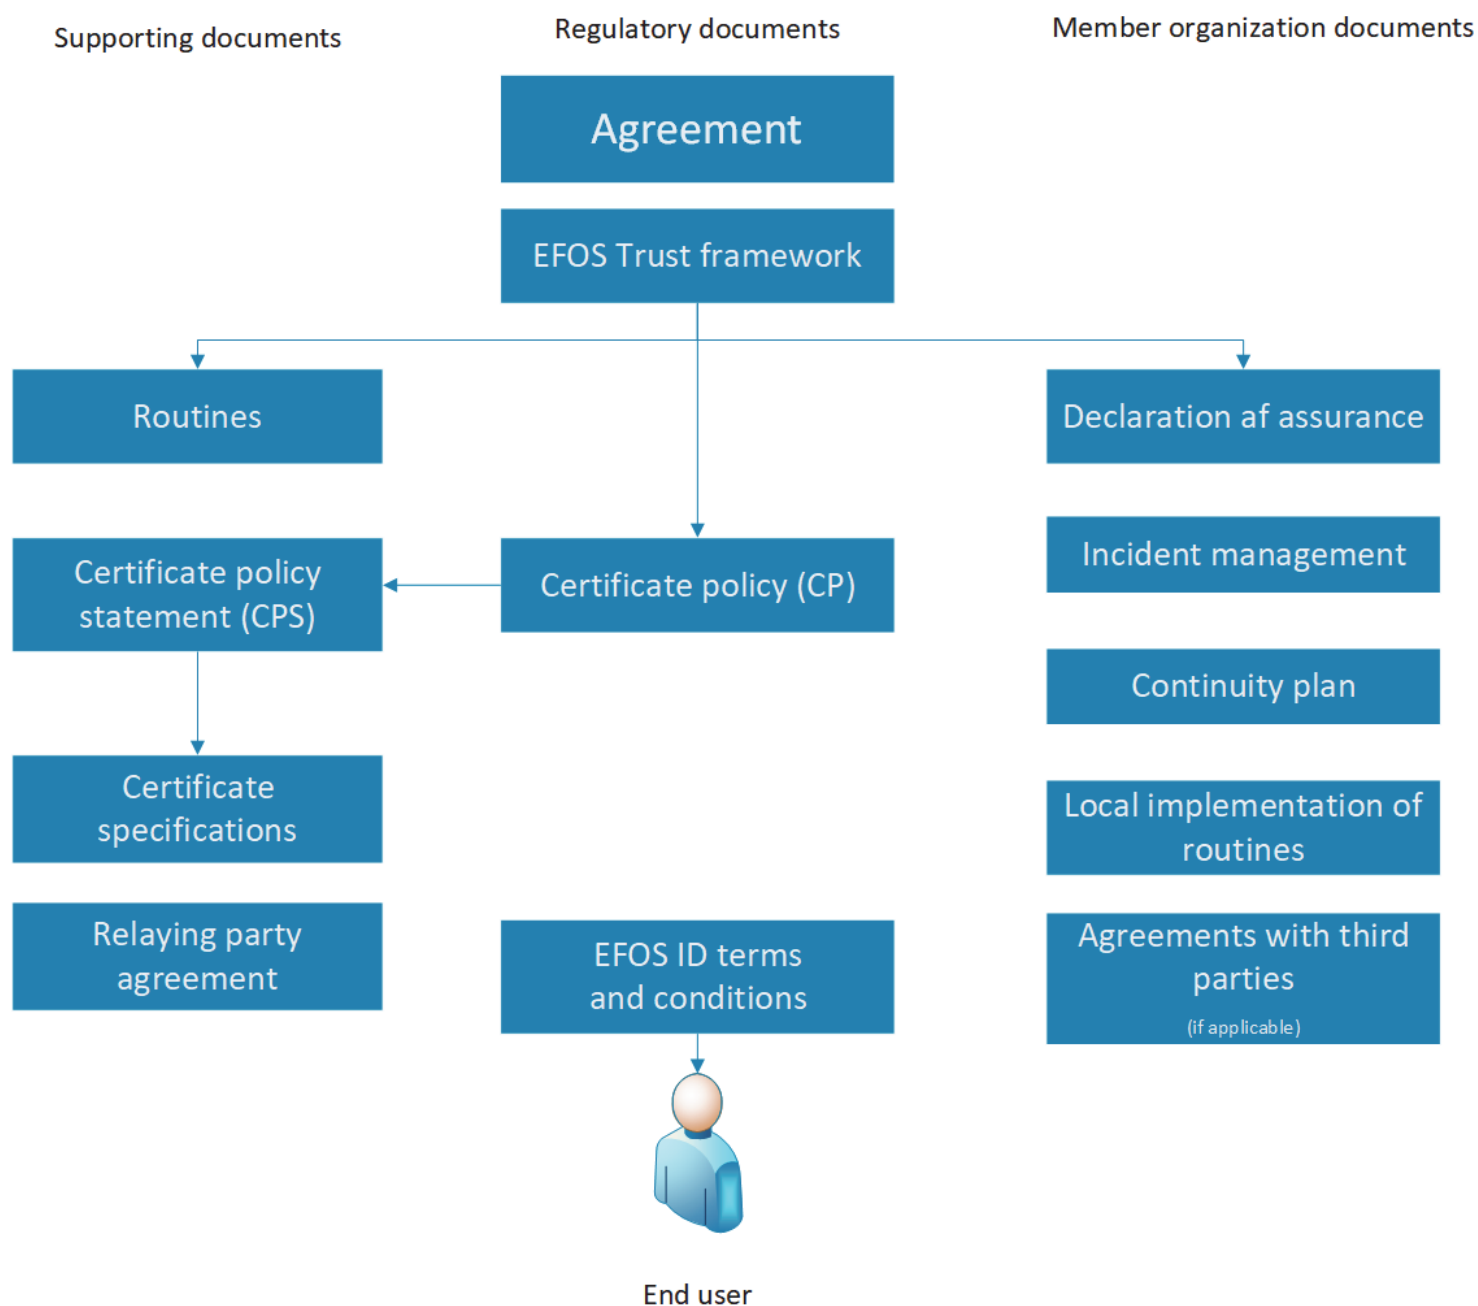 Supporting documents
Regulatory documents
Member organization documents
Agreement
EFOS Trust framework
Routines
Declaration af assurance
Certificate policy
statement (CPS)
Certificate policy (CP)
Incident management
Continuity plan
Certificate
specifications
Local implementation of
routines
Relaying party
agreement
EFOS ID terms
and conditions
Agreements with third
parties
(if applicable)
End user